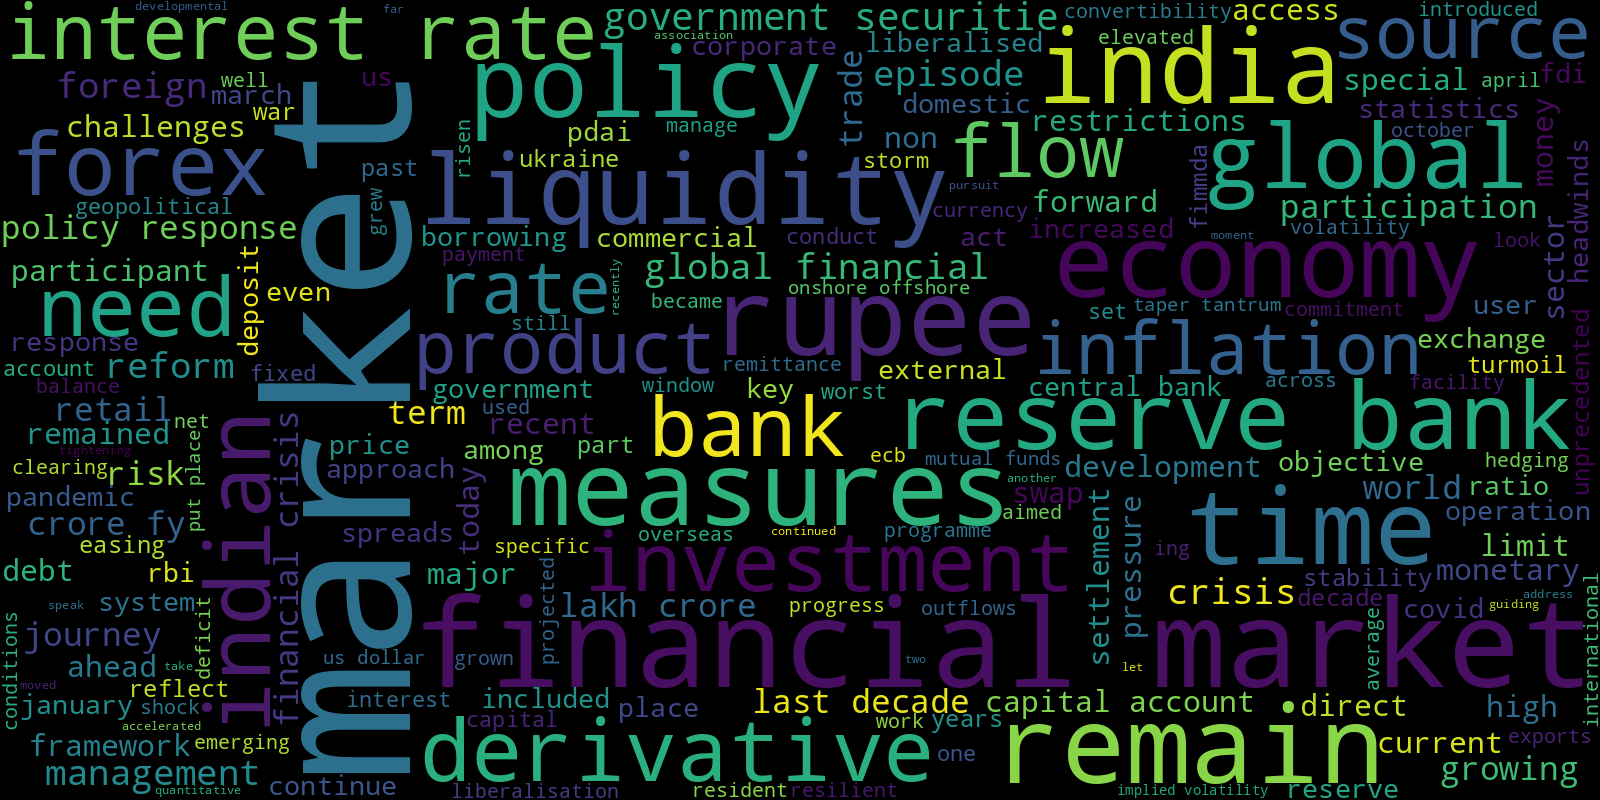 developmental
far
interest rate
government securitie
association
corporate
convertibility
access
introduced
source
liberalised
elevated
india
foreign
well
us
march
war
policy
trade
episode
domestic
special
april
fdi
statistics
money
challenges
forex
risen
pdai
manage
non
restrictions
october
ukraine
storm
flow
global
headwinds
past
liquidity
pursuit
fimmda
geopolitical
grew
currency
forward
participation
policy response
market
borrowing
commercial
conduct
act
increased
volatility
moment
look
sector
participant
deposit
payment
global financial
economy
need
even
rate
recently
became
onshore offshore
rupee
set
taper tantrum
commitment
user
response
still
product
inflation
exchange
unprecedented
account
reform
fixed
remittance
external
turmoil
balance
government
window
key
worst
central bank
across
facility
retail
net
term
used
recent
bank
reserve bank
remained
tightening
indian
financial crisis
price
among
part
ecb
mutual funds
development
objective
hedging
clearing
risk
put placet
approach
today
measures
another
swap
world
ratio
pandemic
aimed
time
operation
crore fy
spreads
overseas
continued
programme
settlement
pressure
easing
specific
investment
ing
limit
debt
rbi
major
projected
crisis
stability
monetary
speak
system
deficit
lakh crore
progress
outflows
decade
covid
guiding
address
conditions
journey
financial
market
average
international
ahead
take
us dollar
grown
two
let
moved
reflect
january
shock
interest
included
place
last decade
capital account
direct
high
accelerated
capital
work
years
framework
emerging
derivative
one
remain
current
exports
management
continue
growing
quantitative
liberalisation
resident
resilient
implied volatility
reserve